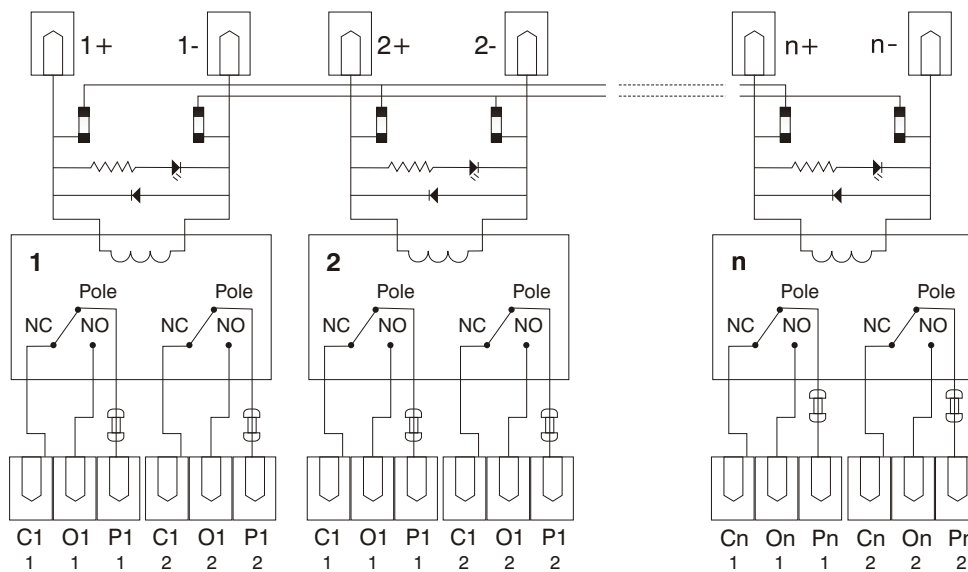 1+ 1- 2+ 2- n+ n-
1 2 n
Pole Pole Pole Pole Pole Pole
NC NO NC NO NC NO NC NO NC NO NC NO
C1 O1 P1 C1 O1 P1 C1 O1 P1 C1 O1 P1 Cn On Pn Cn On Pn
1 1 1 2 2 2 1 1 1 2 2 2 1 1 1 2 2 2